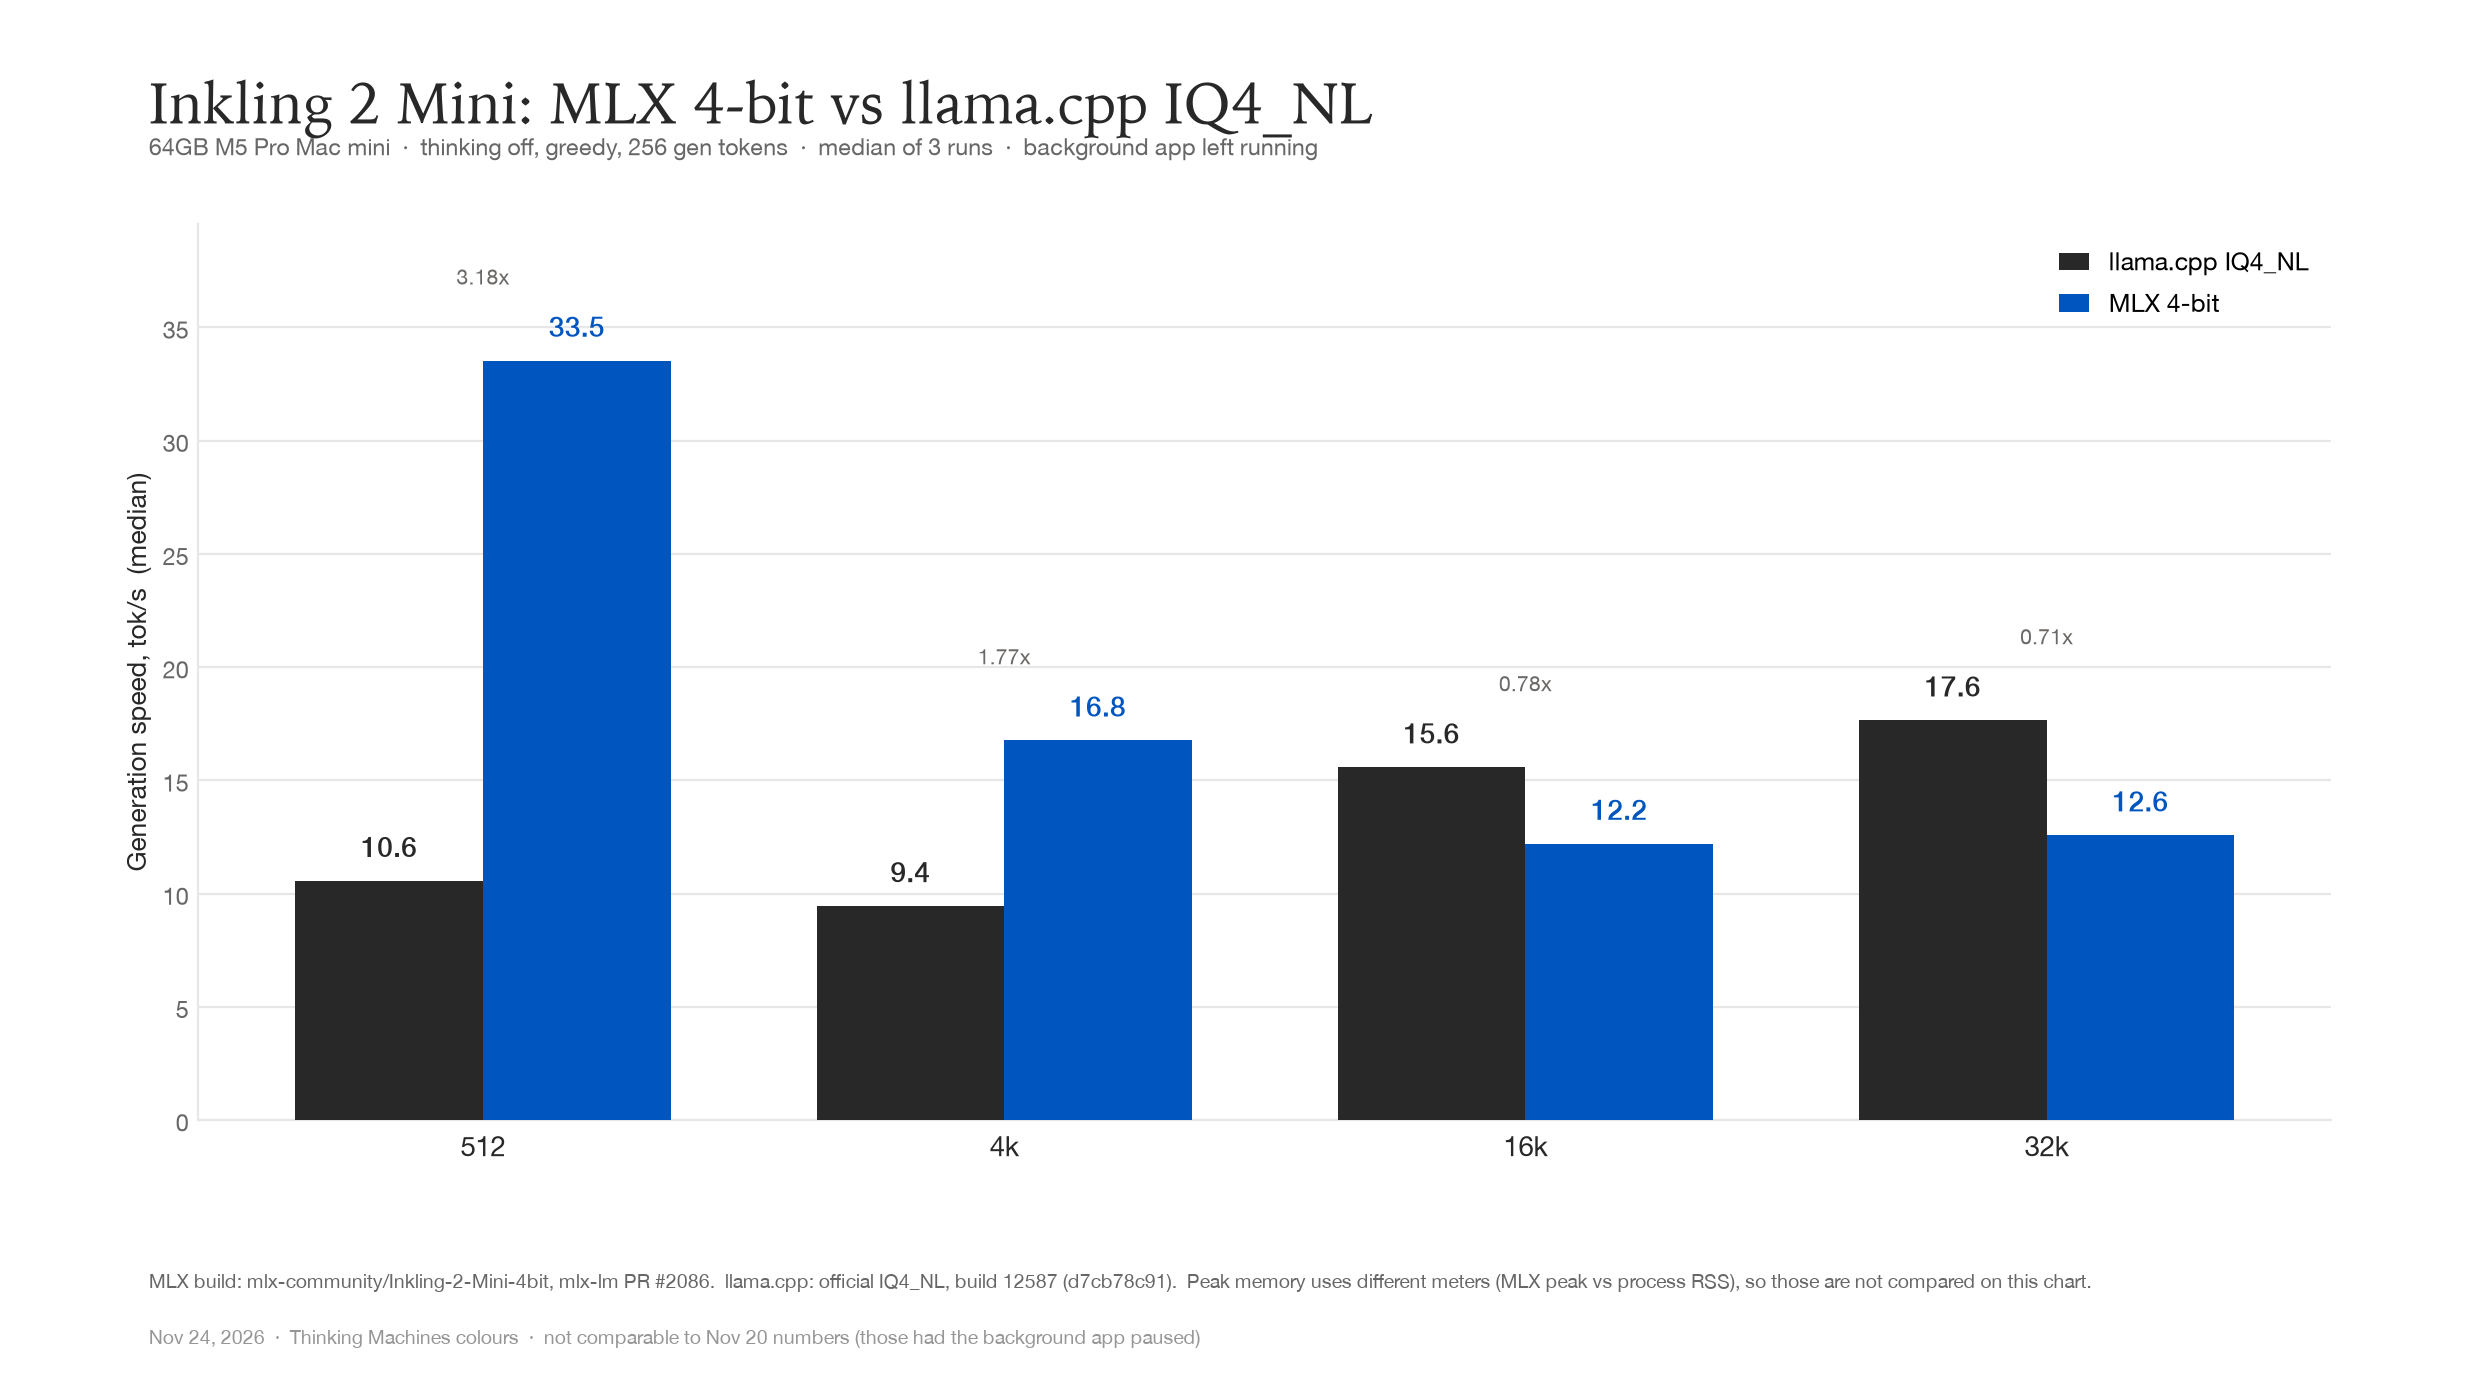 Inkling 2 Mini: MLX 4-bit vs llama.cpp IQ4_NL
64GB M5 Pro Mac mini · thinking off, greedy, 256 gen tokens · median of 3 runs · background app left running
llama.cpp IQ4_NL
MLX 4-bit
Generation speed, tok/s (median)
35
30
25
20
15
10
5
0
3.18x
33.5
10.6
1.77x
16.8
9.4
0.78x
15.6
12.2
0.71x
17.6
12.6
512
4k
16k
32k
MLX build: mlx-community/Inkling-2-Mini-4bit, mlx-lm PR #2086. llama.cpp: official IQ4_NL, build 12587 (d7cb78c91). Peak memory uses different meters (MLX peak vs process RSS), so those are not compared on this chart.
Nov 24, 2026 · Thinking Machines colours · not comparable to Nov 20 numbers (those had the background app paused)